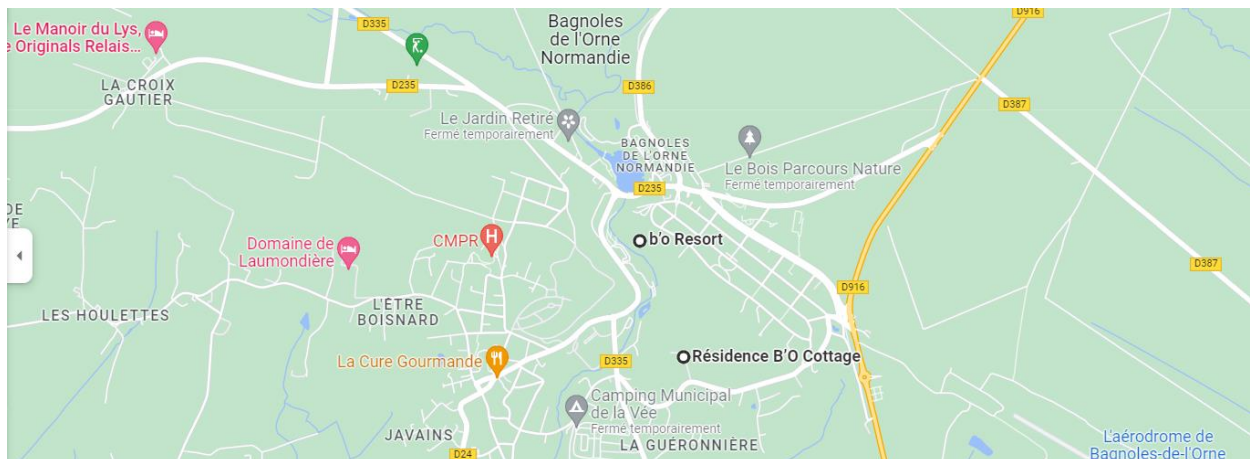 Le Manoir du Lys,
e Originals Relais...
D335
Bagnoles
de l'Orne
Normandie
D916
LA CROIX
GAUTIER
D235
D386
D387
Le Jardin Retiré
Fermé temporairement
BAGNOLES
DE L'ORNE
NORMANDIE
Le Bois Parcours Nature
Fermé temporairement
D235
DE
YE
CMPR
H
b'o Resort
Domaine de
Laumondière
D387
D916
L'ÊTRE
BOISNARD
LES HOULETTES
La Cure Gourmande
D335
Résidence B'O Cottage
Camping Municipal
de la Vée
Fermé temporairement
JAVAINS
LA GUÉRONNIÈRE
D24
L'aérodrome de
Bagnoles-de-l'Orne